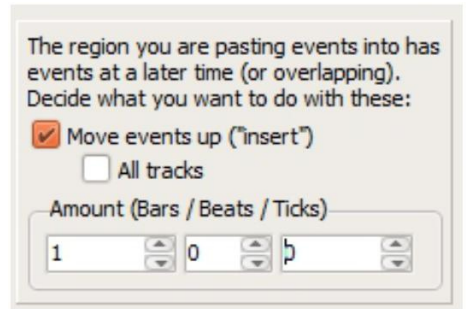 The region you are pasting events into has
events at a later time (or overlapping).
Decide what you want to do with these:
Move events up ("insert")
All tracks
Amount (Bars / Beats / Ticks)
1 0 0